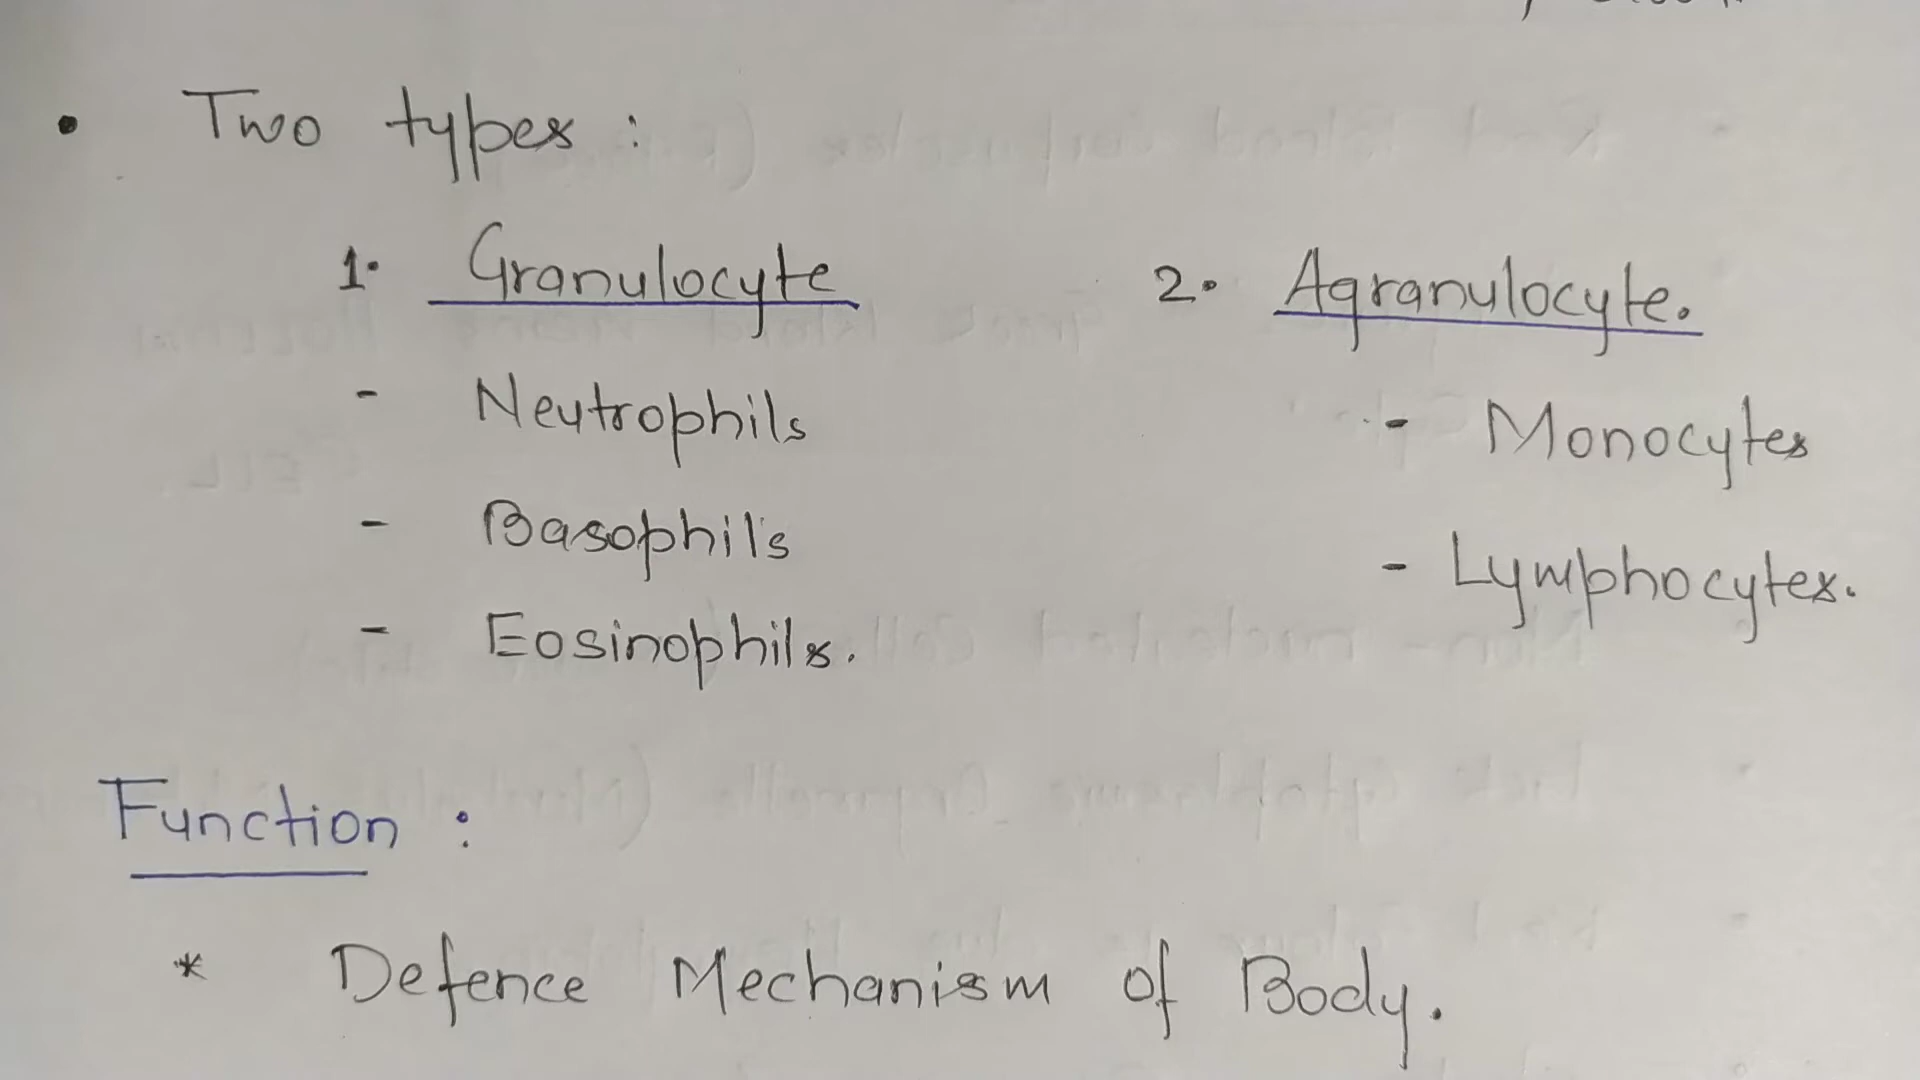 • Two types :
1. Granulocyte
- Neutrophils
- Basophils
- Eosinophils.
2. Agranulocyte.
- Monocytes
- Lymphocytes.
Function :
* Defence Mechanism of Body.